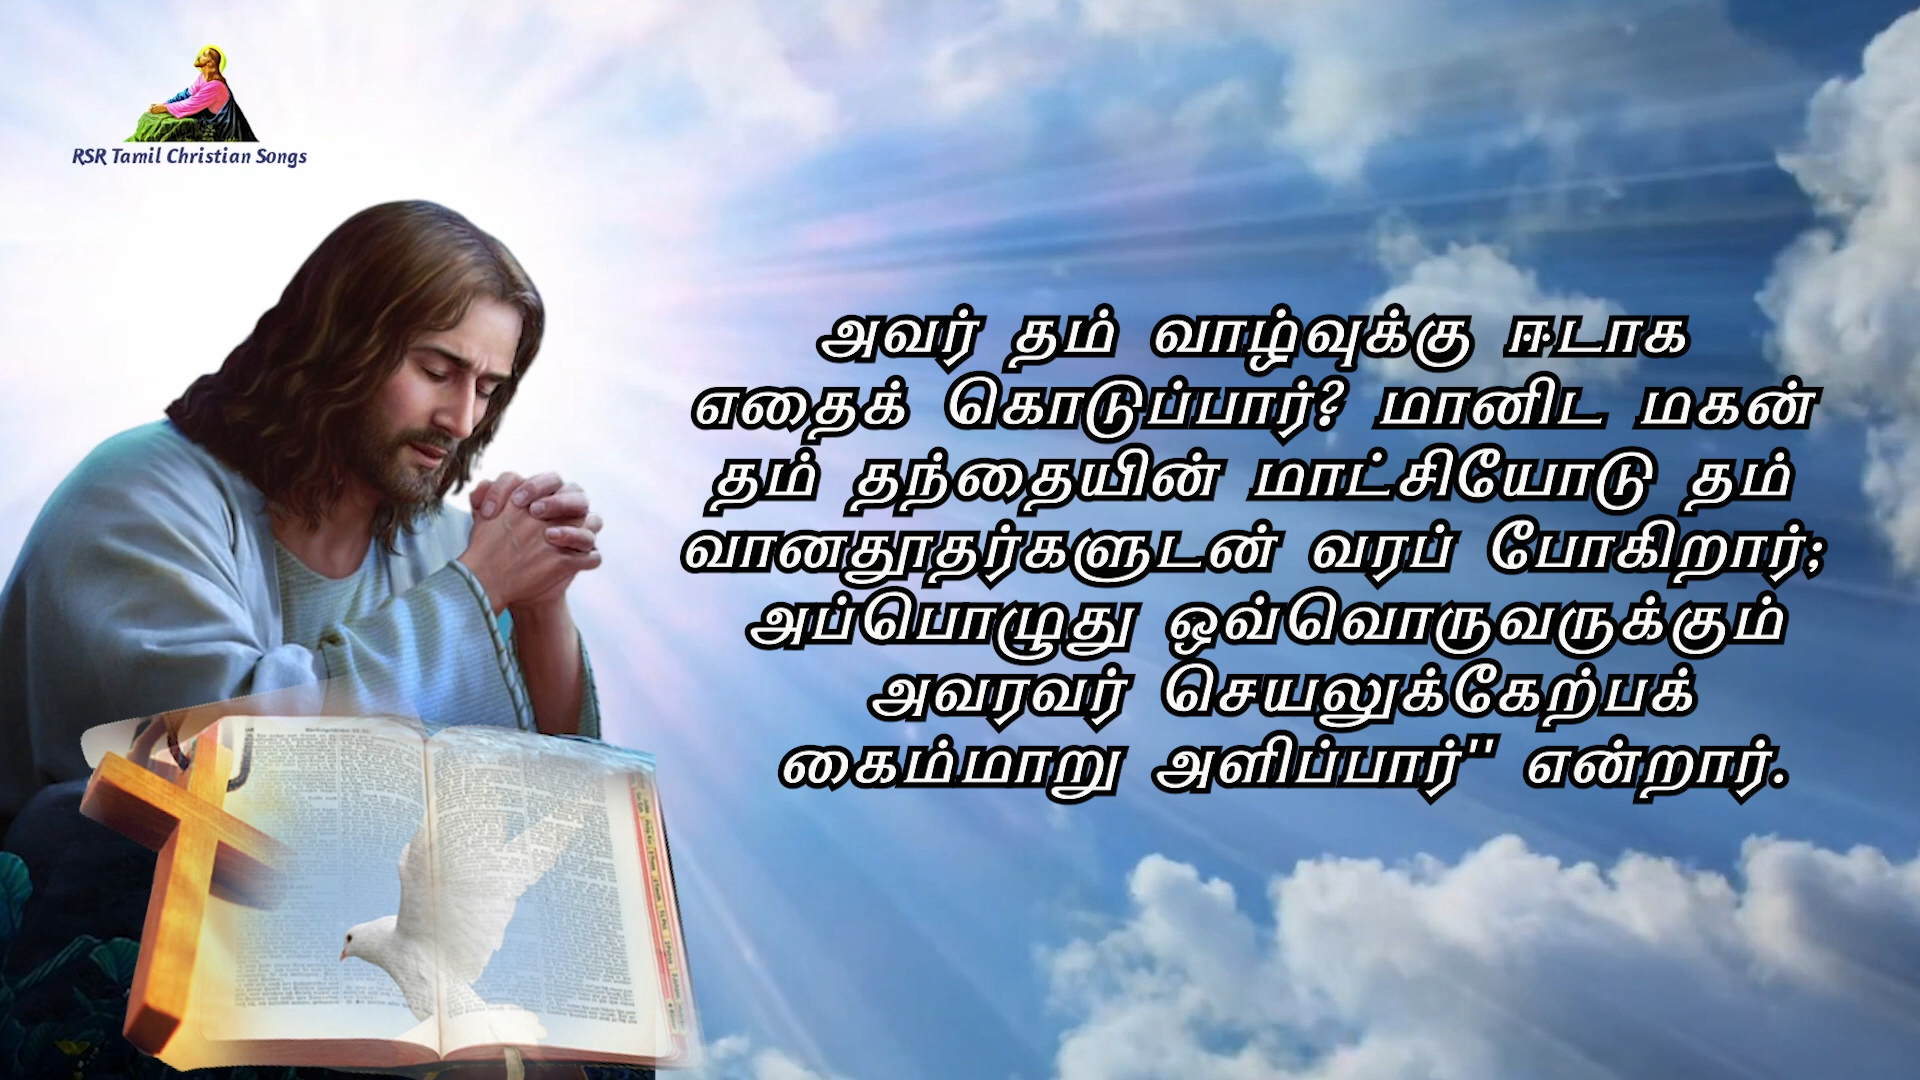 RSR Tamil Christian Songs
அவர் தம் வாழ்வுக்கு ஈடாக
எதைக் கொடுப்பார்? மானிட மகன்
தம் தந்தையின் மாட்சியோடு தம்
வானதூதர்களுடன் வரப் போகிறார்;
அப்பொழுது ஒவ்வொருவருக்கும்
அவரவர் செயலுக்கேற்பக்
கைம்மாறு அளிப்பார்" என்றார்.